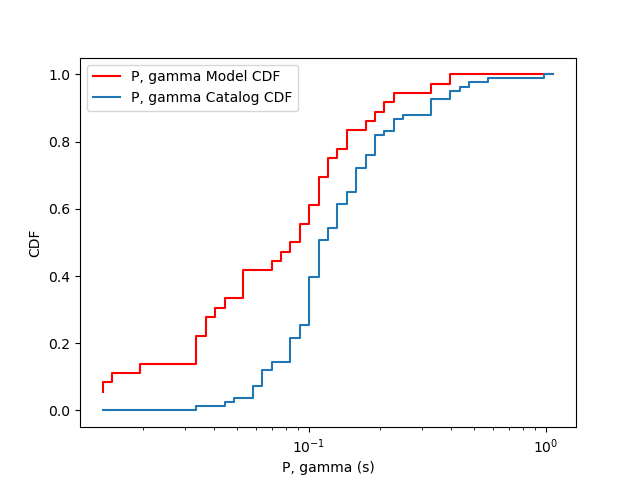 P, gamma Model CDF
P, gamma Catalog CDF
1.0
0.8
0.6
0.4
0.2
0.0
CDF
10⁻¹ 10⁰
P, gamma (s)